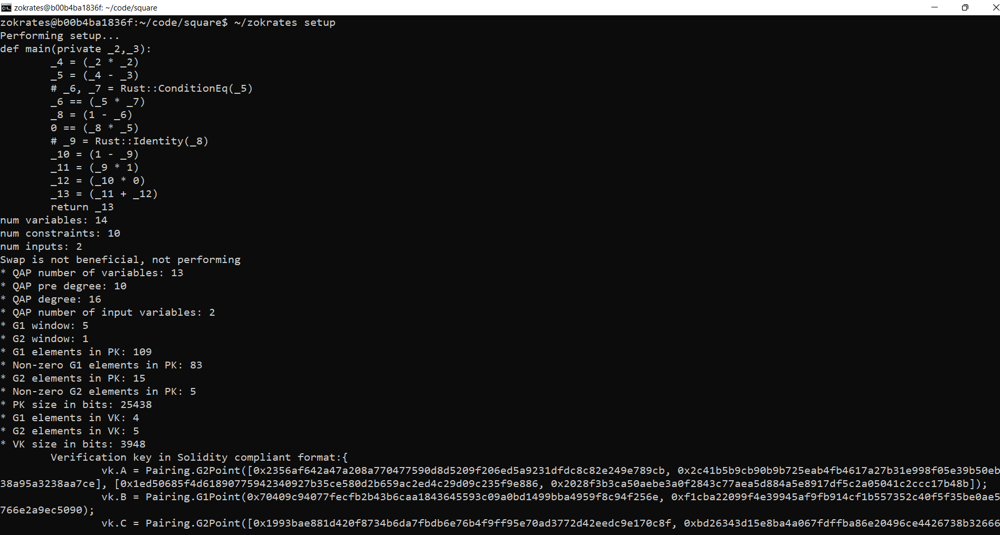 zokrates@b00b4ba1836f: ~/code/square
zokrates@b00b4ba1836f:~/code/square$ ~/zokrates setup
Performing setup...
def main(private _2,_3):
        _4 = (_2 * _2)
        _5 = (_4 - _3)
        # _6, _7 = Rust::ConditionEq(_5)
        _6 == (_5 * _7)
        _8 = (1 - _6)
        0 == (_8 * _5)
        # _9 = Rust::Identity(_8)
        _10 = (1 - _9)
        _11 = (_9 * 1)
        _12 = (_10 * 0)
        _13 = (_11 + _12)
        return _13
num variables: 14
num constraints: 10
num inputs: 2
Swap is not beneficial, not performing
* QAP number of variables: 13
* QAP pre degree: 10
* QAP degree: 16
* QAP number of input variables: 2
* G1 window: 5
* G2 window: 1
* G1 elements in PK: 109
* Non-zero G1 elements in PK: 83
* G2 elements in PK: 15
* Non-zero G2 elements in PK: 5
* PK size in bits: 25438
* G1 elements in VK: 4
* G2 elements in VK: 5
* VK size in bits: 3948
        Verification key in Solidity compliant format:{
                vk.A = Pairing.G2Point([0x2356af642a47a208a770477590d8d5209f206ed5a9231dfdc8c82e249e789cb, 0x2c41b5b9cb90b9b725eab4fb4617a27b31e998f05e39b50eb
38a95a3238aa7ce], [0x1ed50685f4d61890775942340927b35ce580d2b659ac2ed4c29d09c235f9e886, 0x2028f3b3ca50aebe3a0f2843c77aea5d884a5e8917df5c2a05041c2ccc17b48b]);
                vk.B = Pairing.G1Point(0x70409c94077fecfb2b43b6caa1843645593c09a0bd1499bba4959f8c94f256e, 0xf1cba22099f4e39945af9fb914cf1b557352c40f5f35be0ae5
766e2a9ec5090);
                vk.C = Pairing.G2Point([0x1993bae881d420f8734b6da7fbdb6e76b4f9ff95e70ad3772d42eedc9e170c8f, 0xbd26343d15e8ba4a067fdffba86e20496ce4426738b32666